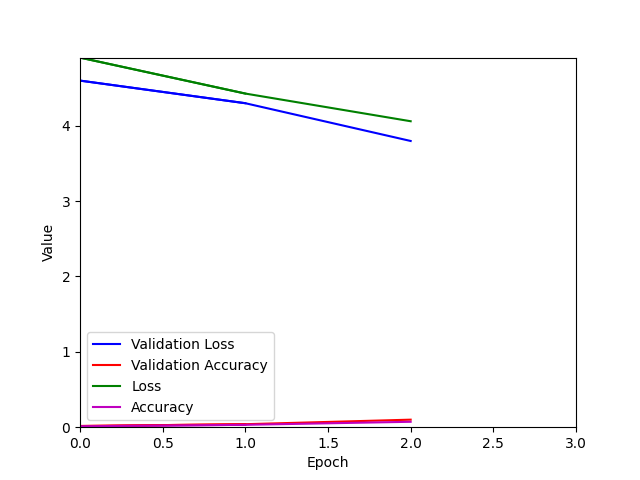 4
3
2
1
0
Value
Validation Loss
Validation Accuracy
Loss
Accuracy
0.0 0.5 1.0 1.5 2.0 2.5 3.0
Epoch